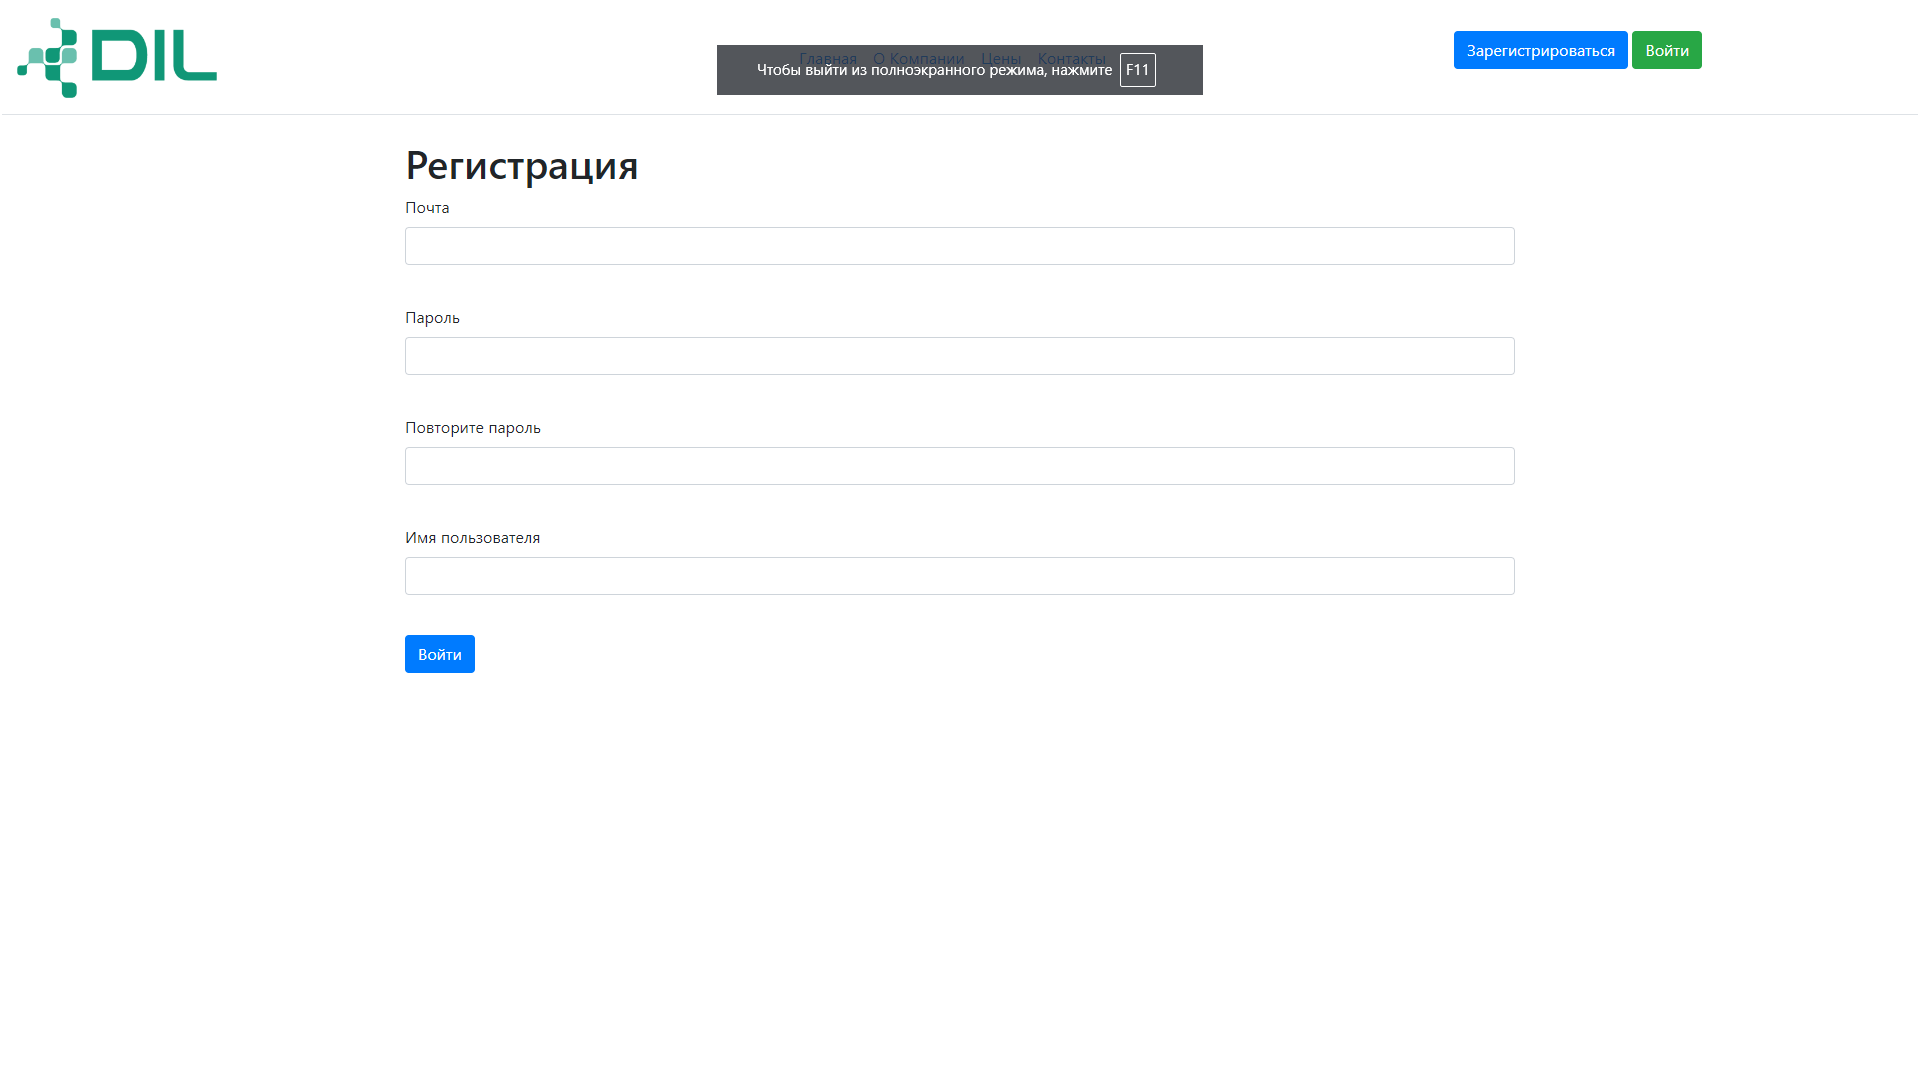 DIL
Главная О Компании Цены Контакты
Чтобы выйти из полноэкранного режима, нажмите F11
Зарегистрироваться Войти
Регистрация
Почта
Пароль
Повторите пароль
Имя пользователя
Войти